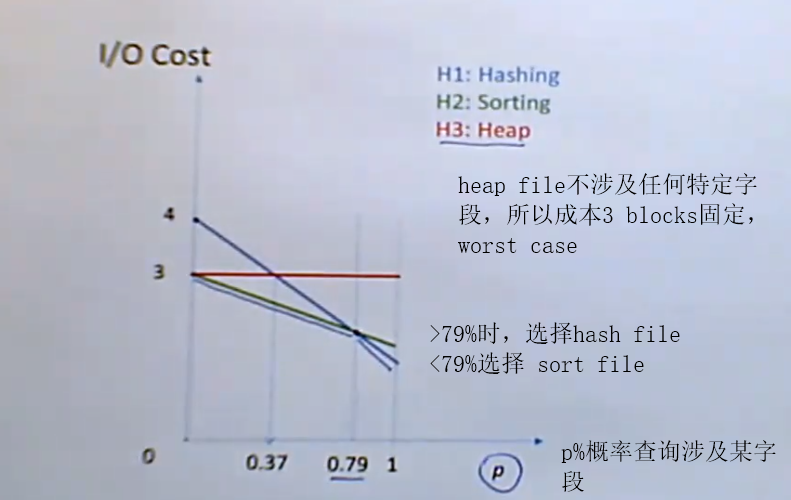 I/O Cost
H1: Hashing
H2: Sorting
H3: Heap
heap file不涉及任何特定字
段，所以成本3 blocks固定，
worst case
4
3
>79%时，选择hash file
<79%选择 sort file
0
0.37
0.79
1
p
p%概率查询涉及某字
段